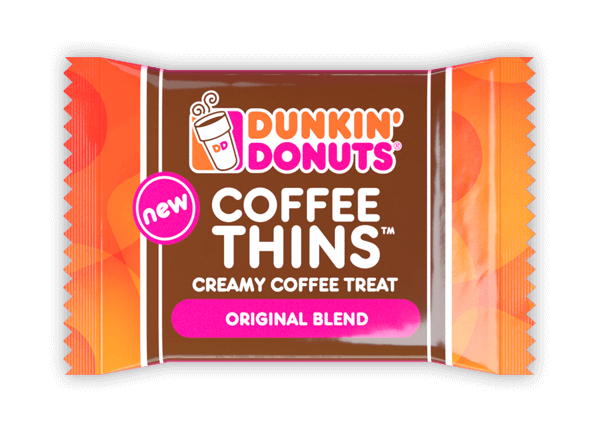 DD
DUNKIN'
DONUTS®
new
COFFEE
THINS™
CREAMY COFFEE TREAT
ORIGINAL BLEND